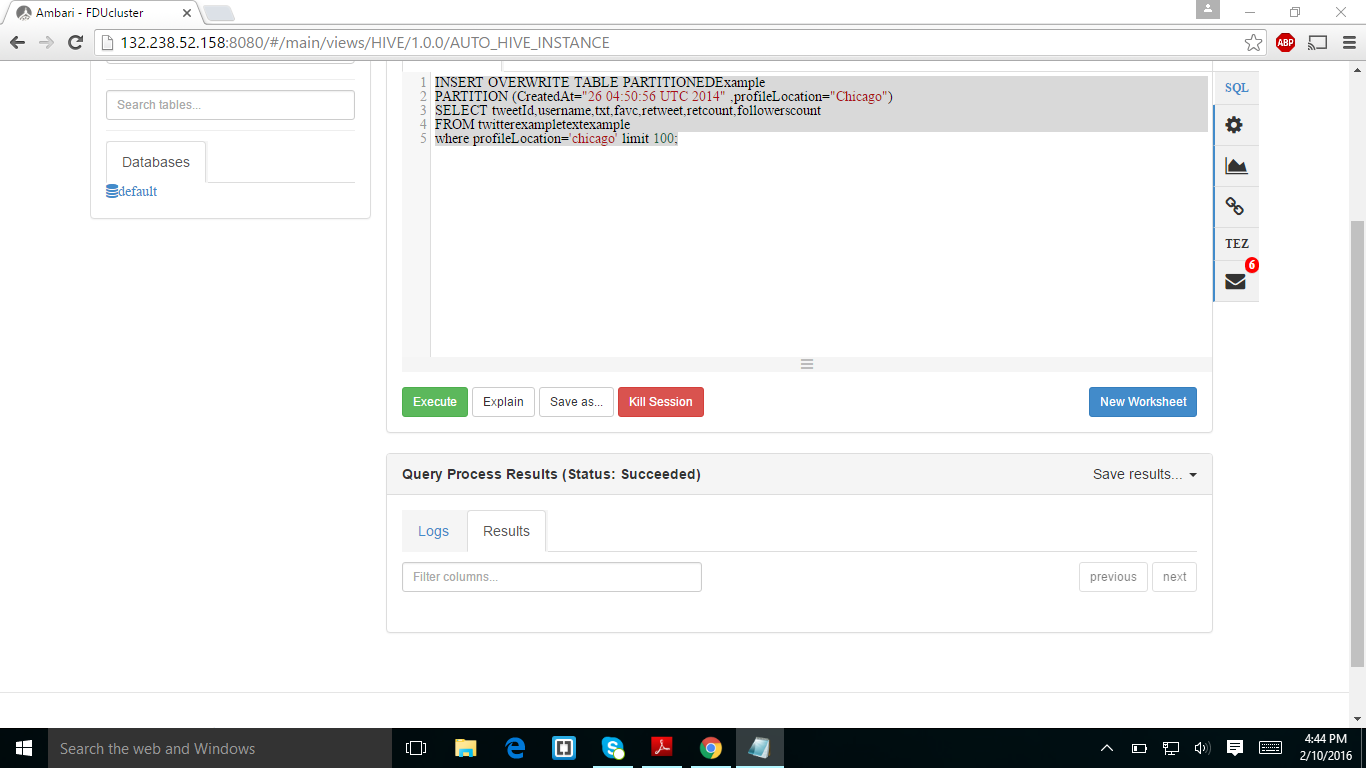 Ambari - FDUcluster
132.238.52.158:8080/#/main/views/HIVE/1.0.0/AUTO_HIVE_INSTANCE
ABP
Search tables...
Databases
default
1 INSERT OVERWRITE TABLE PARTITIONEDExample
2 PARTITION (CreatedAt="26 04:50:56 UTC 2014" ,profileLocation="Chicago")
3 SELECT tweetId,username,txt,favc,retweet,retcount,followerscount
4 FROM twitterexampletextexample
5 where profileLocation='chicago' limit 100;
SQL
TEZ
6
Execute Explain Save as... Kill Session New Worksheet
Query Process Results (Status: Succeeded) Save results...
Logs Results
Filter columns... previous next
Search the web and Windows
4:44 PM
2/10/2016